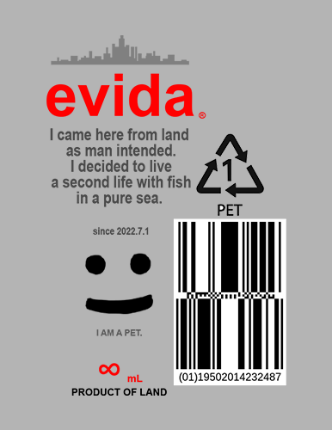 evida®
I came here from land
as man intended.
I decided to live
a second life with fish
in a pure sea.
1
PET
since 2022.7.1
I AM A PET.
∞ mL
PRODUCT OF LAND
(01)19502014232487